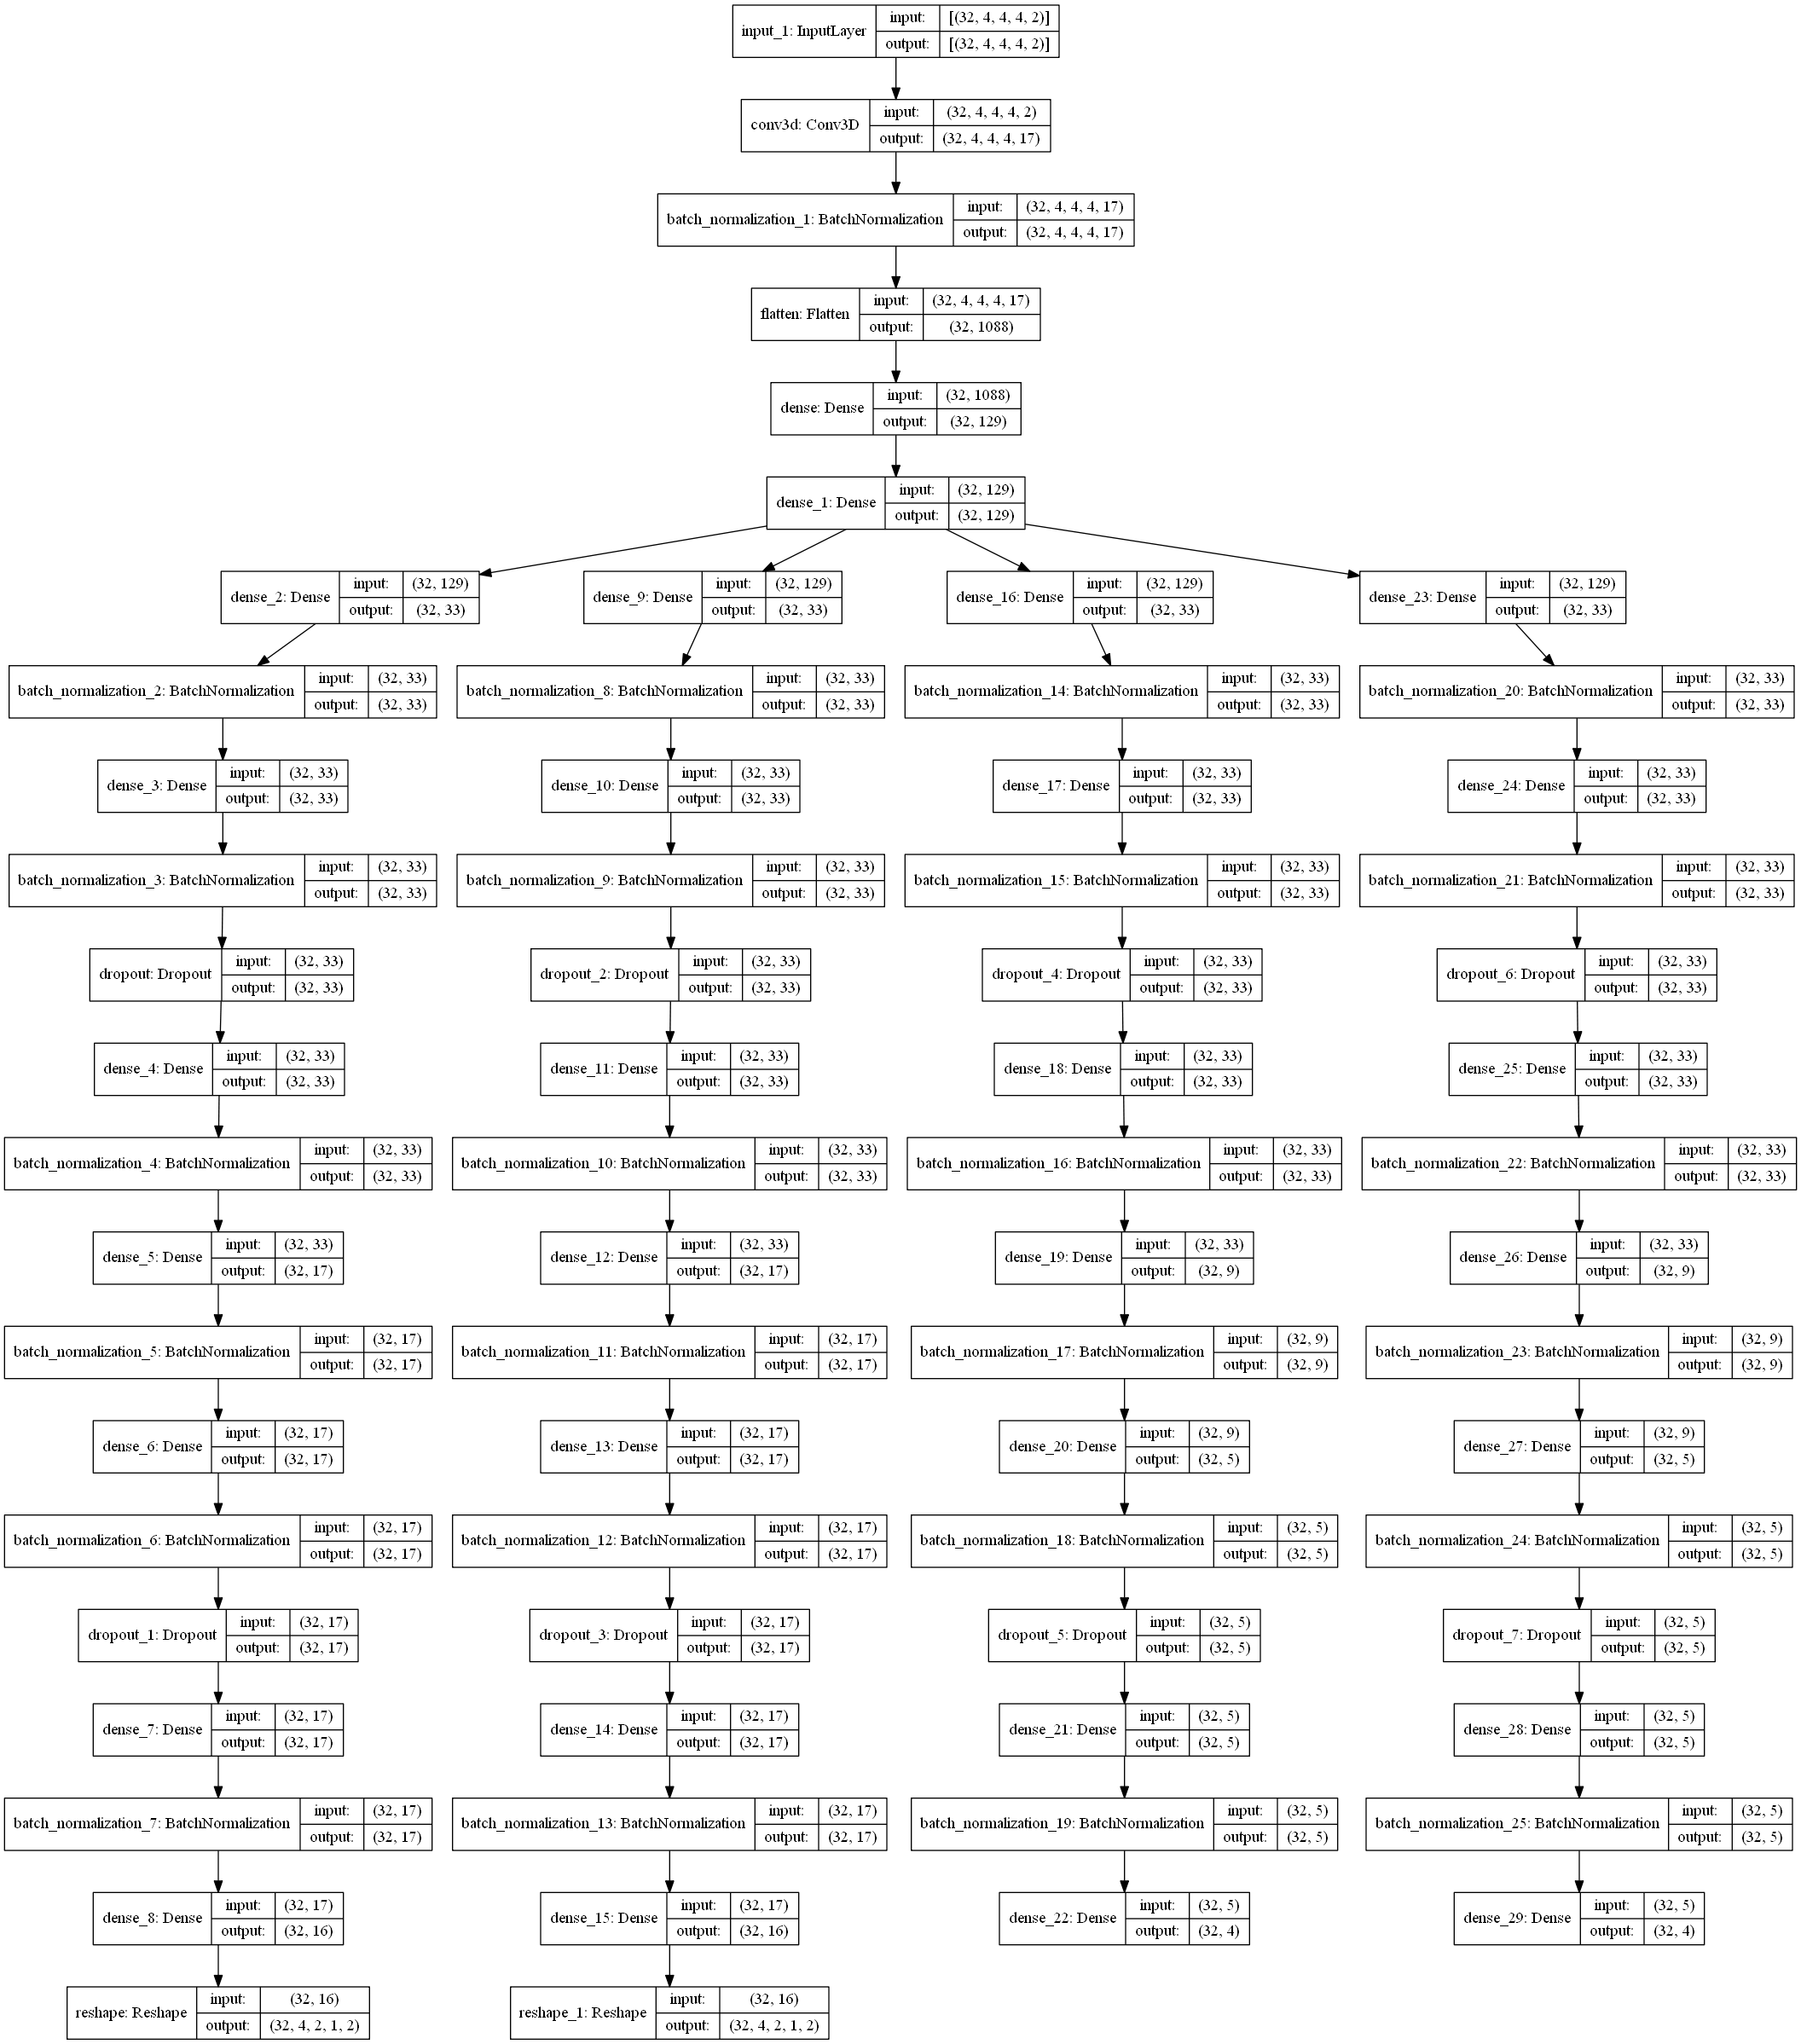 input_1: InputLayer
input: [(32, 4, 4, 4, 2)]
output: [(32, 4, 4, 4, 2)]
conv3d: Conv3D
input: (32, 4, 4, 4, 2)
output: (32, 4, 4, 4, 17)
batch_normalization_1: BatchNormalization
input: (32, 4, 4, 4, 17)
output: (32, 4, 4, 4, 17)
flatten: Flatten
input: (32, 4, 4, 4, 17)
output: (32, 1088)
dense: Dense
input: (32, 1088)
output: (32, 129)
dense_1: Dense
input: (32, 129)
output: (32, 129)
dense_2: Dense
input: (32, 129)
output: (32, 33)
dense_9: Dense
input: (32, 129)
output: (32, 33)
dense_16: Dense
input: (32, 129)
output: (32, 33)
dense_23: Dense
input: (32, 129)
output: (32, 33)
batch_normalization_2: BatchNormalization
input: (32, 33)
output: (32, 33)
batch_normalization_8: BatchNormalization
input: (32, 33)
output: (32, 33)
batch_normalization_14: BatchNormalization
input: (32, 33)
output: (32, 33)
batch_normalization_20: BatchNormalization
input: (32, 33)
output: (32, 33)
dense_3: Dense
input: (32, 33)
output: (32, 33)
dense_10: Dense
input: (32, 33)
output: (32, 33)
dense_17: Dense
input: (32, 33)
output: (32, 33)
dense_24: Dense
input: (32, 33)
output: (32, 33)
batch_normalization_3: BatchNormalization
input: (32, 33)
output: (32, 33)
batch_normalization_9: BatchNormalization
input: (32, 33)
output: (32, 33)
batch_normalization_15: BatchNormalization
input: (32, 33)
output: (32, 33)
batch_normalization_21: BatchNormalization
input: (32, 33)
output: (32, 33)
dropout: Dropout
input: (32, 33)
output: (32, 33)
dropout_2: Dropout
input: (32, 33)
output: (32, 33)
dropout_4: Dropout
input: (32, 33)
output: (32, 33)
dropout_6: Dropout
input: (32, 33)
output: (32, 33)
dense_4: Dense
input: (32, 33)
output: (32, 33)
dense_11: Dense
input: (32, 33)
output: (32, 33)
dense_18: Dense
input: (32, 33)
output: (32, 33)
dense_25: Dense
input: (32, 33)
output: (32, 33)
batch_normalization_4: BatchNormalization
input: (32, 33)
output: (32, 33)
batch_normalization_10: BatchNormalization
input: (32, 33)
output: (32, 33)
batch_normalization_16: BatchNormalization
input: (32, 33)
output: (32, 33)
batch_normalization_22: BatchNormalization
input: (32, 33)
output: (32, 33)
dense_5: Dense
input: (32, 33)
output: (32, 17)
dense_12: Dense
input: (32, 33)
output: (32, 17)
dense_19: Dense
input: (32, 33)
output: (32, 9)
dense_26: Dense
input: (32, 33)
output: (32, 9)
batch_normalization_5: BatchNormalization
input: (32, 17)
output: (32, 17)
batch_normalization_11: BatchNormalization
input: (32, 17)
output: (32, 17)
batch_normalization_17: BatchNormalization
input: (32, 9)
output: (32, 9)
batch_normalization_23: BatchNormalization
input: (32, 9)
output: (32, 9)
dense_6: Dense
input: (32, 17)
output: (32, 17)
dense_13: Dense
input: (32, 17)
output: (32, 17)
dense_20: Dense
input: (32, 9)
output: (32, 5)
dense_27: Dense
input: (32, 9)
output: (32, 5)
batch_normalization_6: BatchNormalization
input: (32, 17)
output: (32, 17)
batch_normalization_12: BatchNormalization
input: (32, 17)
output: (32, 17)
batch_normalization_18: BatchNormalization
input: (32, 5)
output: (32, 5)
batch_normalization_24: BatchNormalization
input: (32, 5)
output: (32, 5)
dropout_1: Dropout
input: (32, 17)
output: (32, 17)
dropout_3: Dropout
input: (32, 17)
output: (32, 17)
dropout_5: Dropout
input: (32, 5)
output: (32, 5)
dropout_7: Dropout
input: (32, 5)
output: (32, 5)
dense_7: Dense
input: (32, 17)
output: (32, 17)
dense_14: Dense
input: (32, 17)
output: (32, 17)
dense_21: Dense
input: (32, 5)
output: (32, 5)
dense_28: Dense
input: (32, 5)
output: (32, 5)
batch_normalization_7: BatchNormalization
input: (32, 17)
output: (32, 17)
batch_normalization_13: BatchNormalization
input: (32, 17)
output: (32, 17)
batch_normalization_19: BatchNormalization
input: (32, 5)
output: (32, 5)
batch_normalization_25: BatchNormalization
input: (32, 5)
output: (32, 5)
dense_8: Dense
input: (32, 17)
output: (32, 16)
dense_15: Dense
input: (32, 17)
output: (32, 16)
dense_22: Dense
input: (32, 5)
output: (32, 4)
dense_29: Dense
input: (32, 5)
output: (32, 4)
reshape: Reshape
input: (32, 16)
output: (32, 4, 2, 1, 2)
reshape_1: Reshape
input: (32, 16)
output: (32, 4, 2, 1, 2)